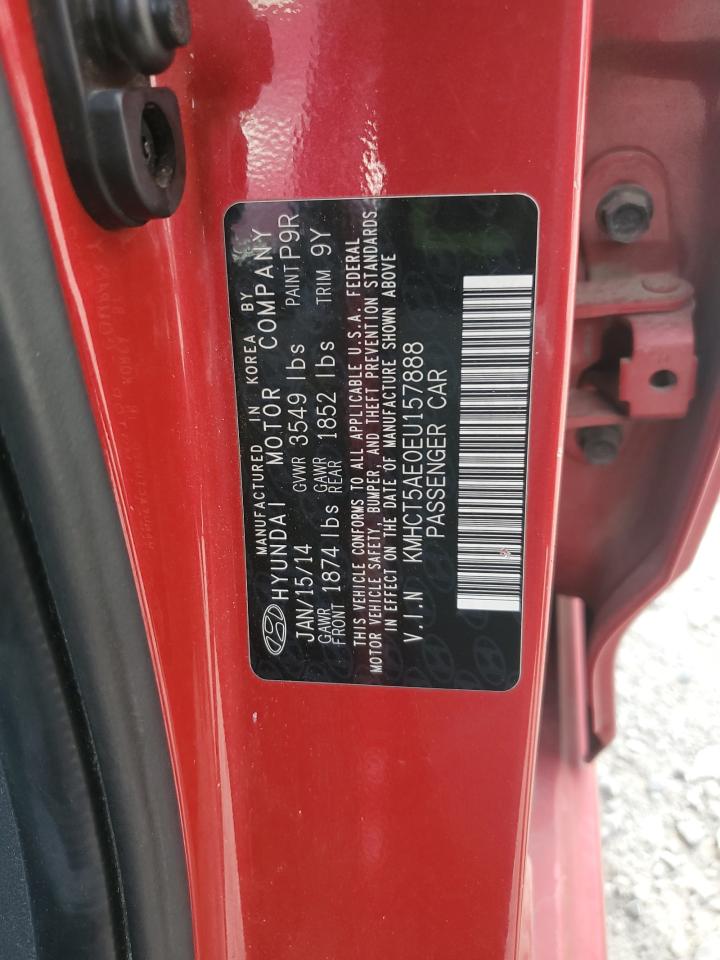 MANUFACTURED IN KOREA BY
HYUNDAI MOTOR COMPANY
JAN/15/14 GVWR 3549 lbs PAINT P9R
GAWR FRONT 1874 lbs GAWR REAR 1852 lbs TRIM 9Y
THIS VEHICLE CONFORMS TO ALL APPLICABLE U.S.A. FEDERAL
MOTOR VEHICLE SAFETY, BUMPER, AND THEFT PREVENTION STANDARDS
IN EFFECT ON THE DATE OF MANUFACTURE SHOWN ABOVE
V.I.N KMHCT5AE0EU157888
PASSENGER CAR